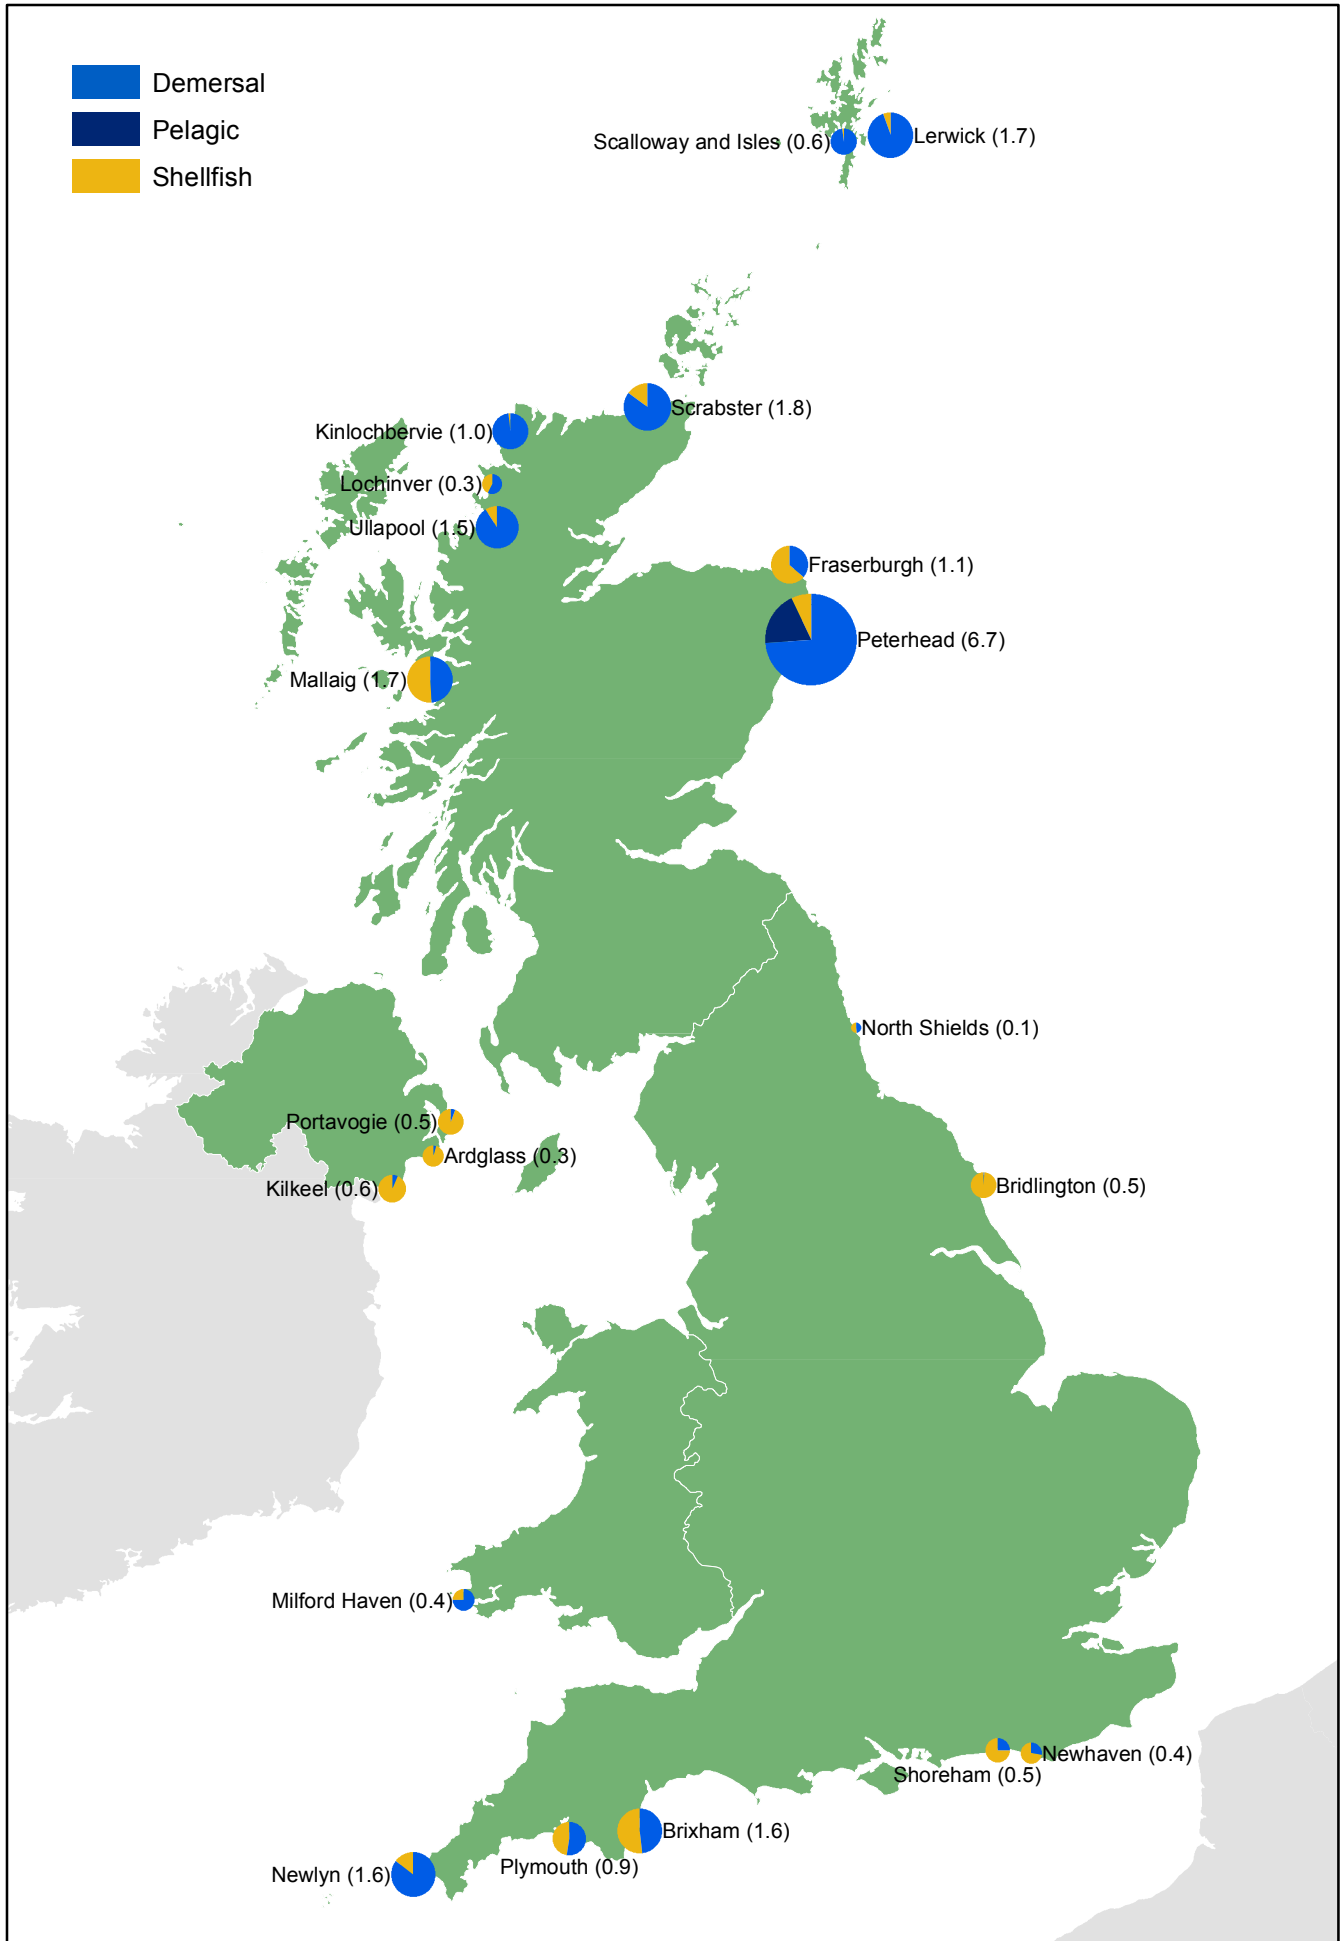 Demersal
Pelagic
Shellfish
Scalloway and Isles (0.6)
Lerwick (1.7)
Scrabster (1.8)
Kinlochbervie (1.0)
Lochinver (0.3)
Ullapool (1.5)
Fraserburgh (1.1)
Peterhead (6.7)
Mallaig (1.7)
North Shields (0.1)
Portavogie (0.5)
Ardglass (0.3)
Kilkeel (0.6)
Bridlington (0.5)
Milford Haven (0.4)
Newhaven (0.4)
Shoreham (0.5)
Brixham (1.6)
Plymouth (0.9)
Newlyn (1.6)